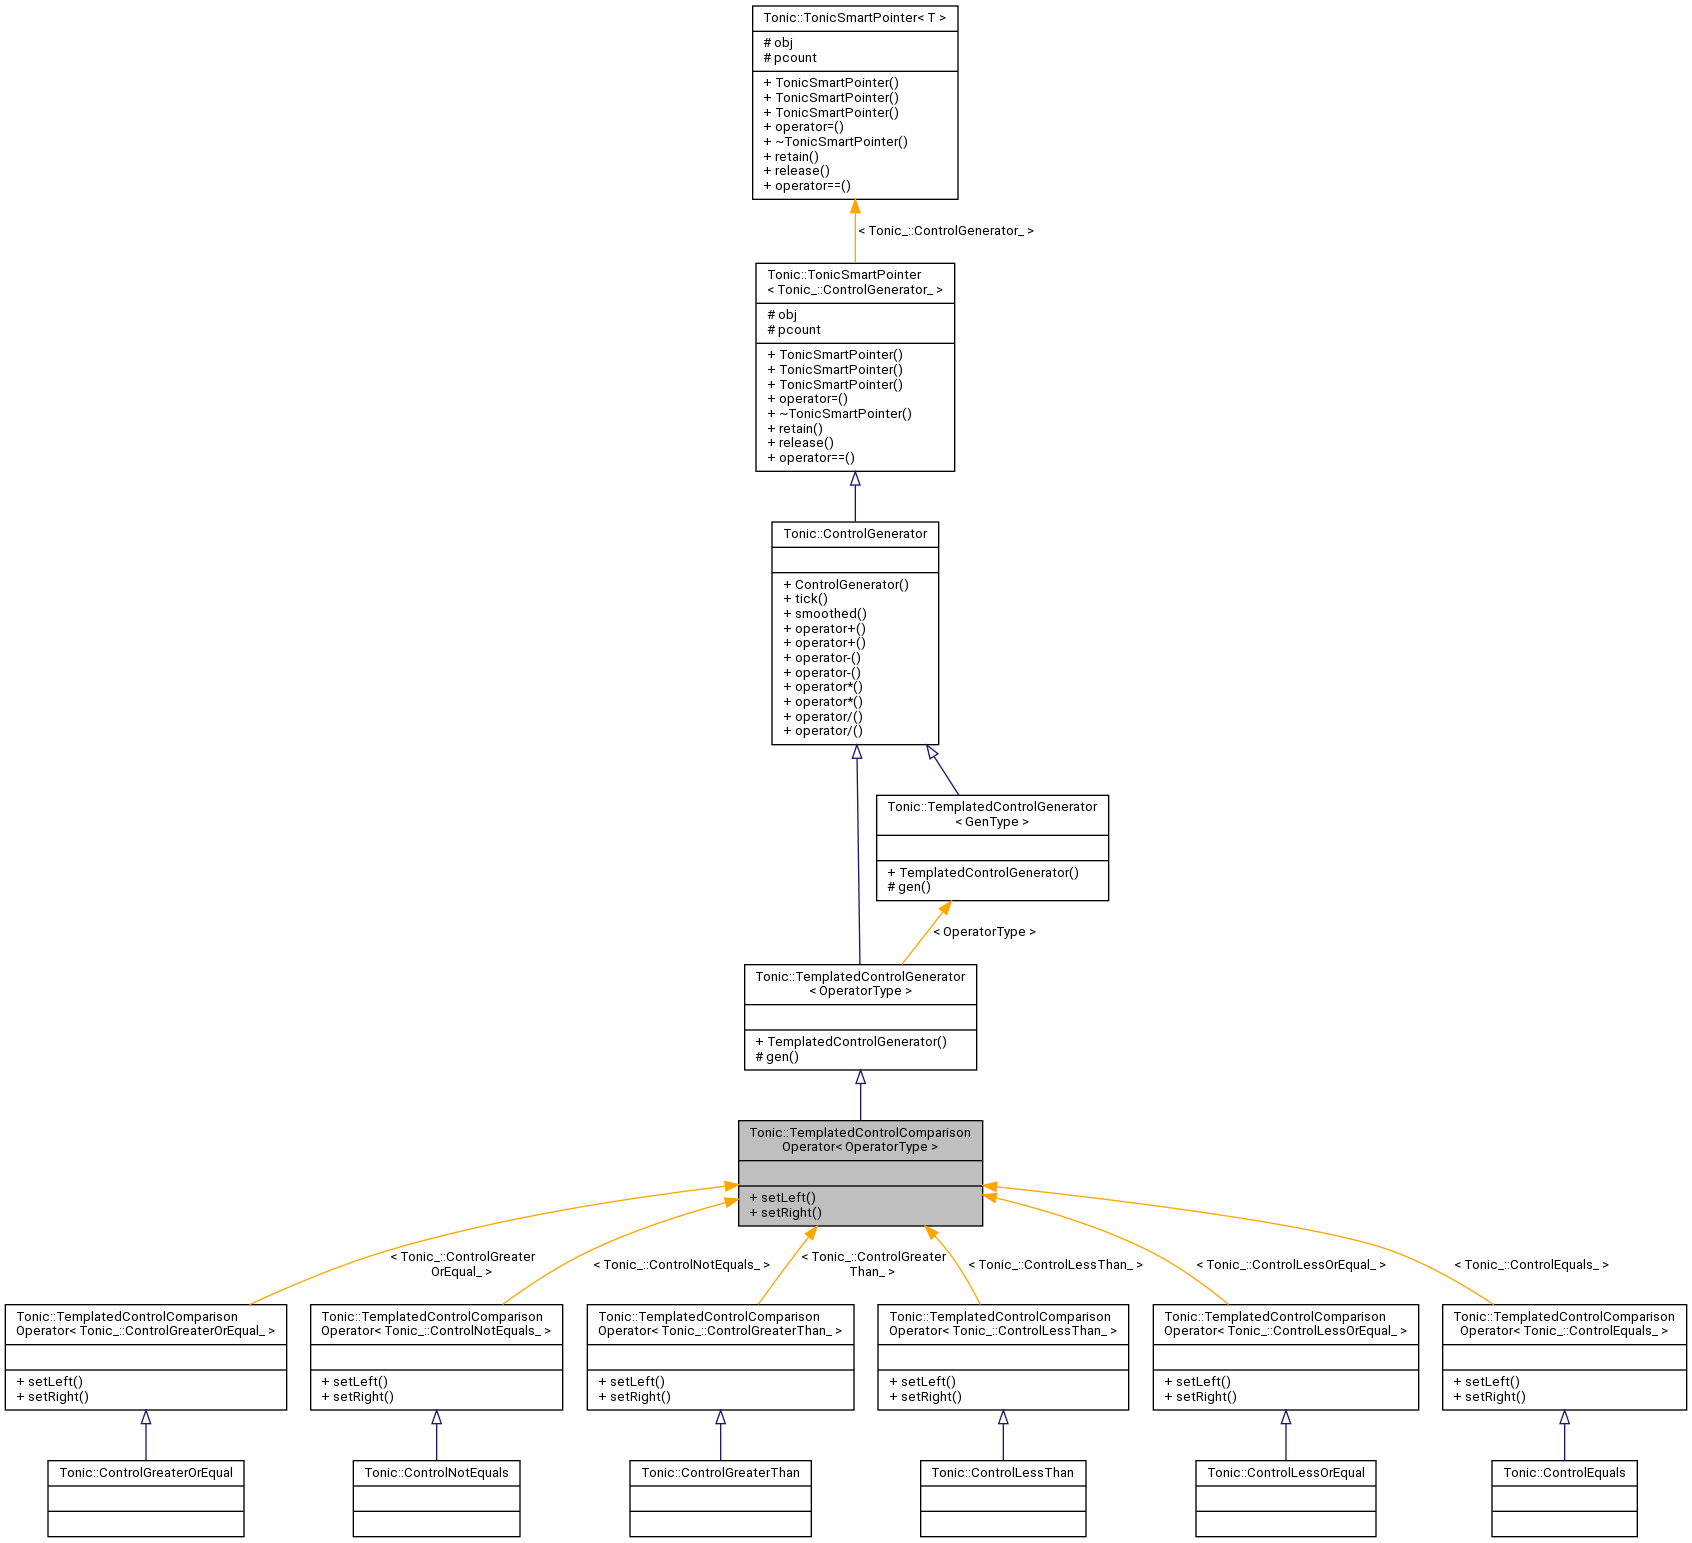 Tonic::TonicSmartPointer< T >
# obj
# pcount
+ TonicSmartPointer()
+ TonicSmartPointer()
+ TonicSmartPointer()
+ operator=()
+ ~TonicSmartPointer()
+ retain()
+ release()
+ operator==()
< Tonic_::ControlGenerator_ >
Tonic::TonicSmartPointer
< Tonic_::ControlGenerator_ >
# obj
# pcount
+ TonicSmartPointer()
+ TonicSmartPointer()
+ TonicSmartPointer()
+ operator=()
+ ~TonicSmartPointer()
+ retain()
+ release()
+ operator==()
Tonic::ControlGenerator
+ ControlGenerator()
+ tick()
+ smoothed()
+ operator+()
+ operator+()
+ operator-()
+ operator-()
+ operator*()
+ operator*()
+ operator/()
+ operator/()
Tonic::TemplatedControlGenerator
< GenType >
+ TemplatedControlGenerator()
# gen()
< OperatorType >
Tonic::TemplatedControlGenerator
< OperatorType >
+ TemplatedControlGenerator()
# gen()
Tonic::TemplatedControlComparison
Operator< OperatorType >
+ setLeft()
+ setRight()
< Tonic_::ControlGreater
OrEqual_ >
< Tonic_::ControlNotEquals_ >
< Tonic_::ControlGreater
Than_ >
< Tonic_::ControlLessThan_ >
< Tonic_::ControlLessOrEqual_ >
< Tonic_::ControlEquals_ >
Tonic::TemplatedControlComparison
Operator< Tonic_::ControlGreaterOrEqual_ >
+ setLeft()
+ setRight()
Tonic::TemplatedControlComparison
Operator< Tonic_::ControlNotEquals_ >
+ setLeft()
+ setRight()
Tonic::TemplatedControlComparison
Operator< Tonic_::ControlGreaterThan_ >
+ setLeft()
+ setRight()
Tonic::TemplatedControlComparison
Operator< Tonic_::ControlLessThan_ >
+ setLeft()
+ setRight()
Tonic::TemplatedControlComparison
Operator< Tonic_::ControlLessOrEqual_ >
+ setLeft()
+ setRight()
Tonic::TemplatedControlComparison
Operator< Tonic_::ControlEquals_ >
+ setLeft()
+ setRight()
Tonic::ControlGreaterOrEqual
Tonic::ControlNotEquals
Tonic::ControlGreaterThan
Tonic::ControlLessThan
Tonic::ControlLessOrEqual
Tonic::ControlEquals